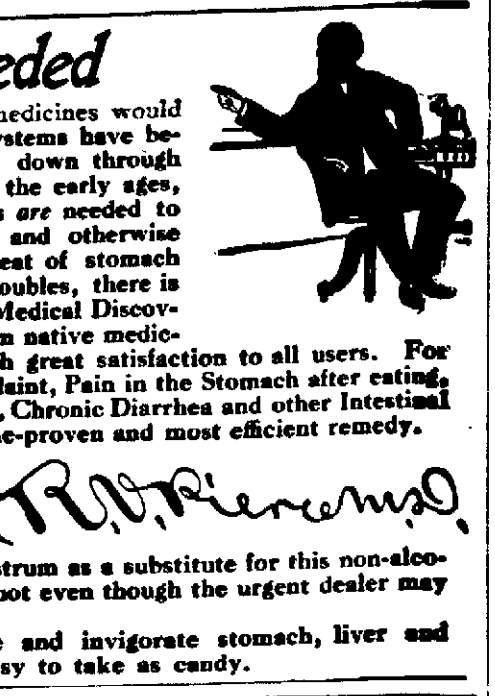 eded
medicines would
ystems have be-
down through
the early ages,
s are needed to
and otherwise
eat of stomach
oubles, there is
Medical Discov-
m native medic-
h great satisfaction to all users. For
laint, Pain in the Stomach after eating,
, Chronic Diarrhea and other Intestinal
e-proven and most efficient remedy.
R.V. Pierce M.D.
strum as a substitute for this non-alco-
not even though the urgent dealer may
e and invigorate stomach, liver and
sy to take as candy.